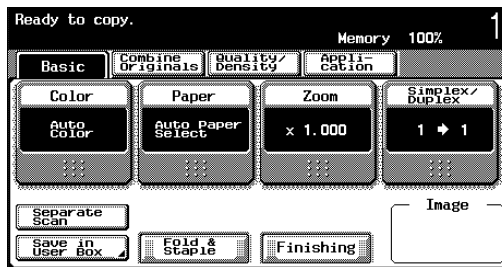 Ready to copy.
Memory 100% 1
Basic
Combine
Originals
Quality/
Density
Appli-
cation
Color
Paper
Zoom
Simplex/
Duplex
Auto
Color
Auto Paper
Select
x 1.000
1 → 1
Separate
Scan
Image
Save in
User Box
Fold &
Staple
Finishing